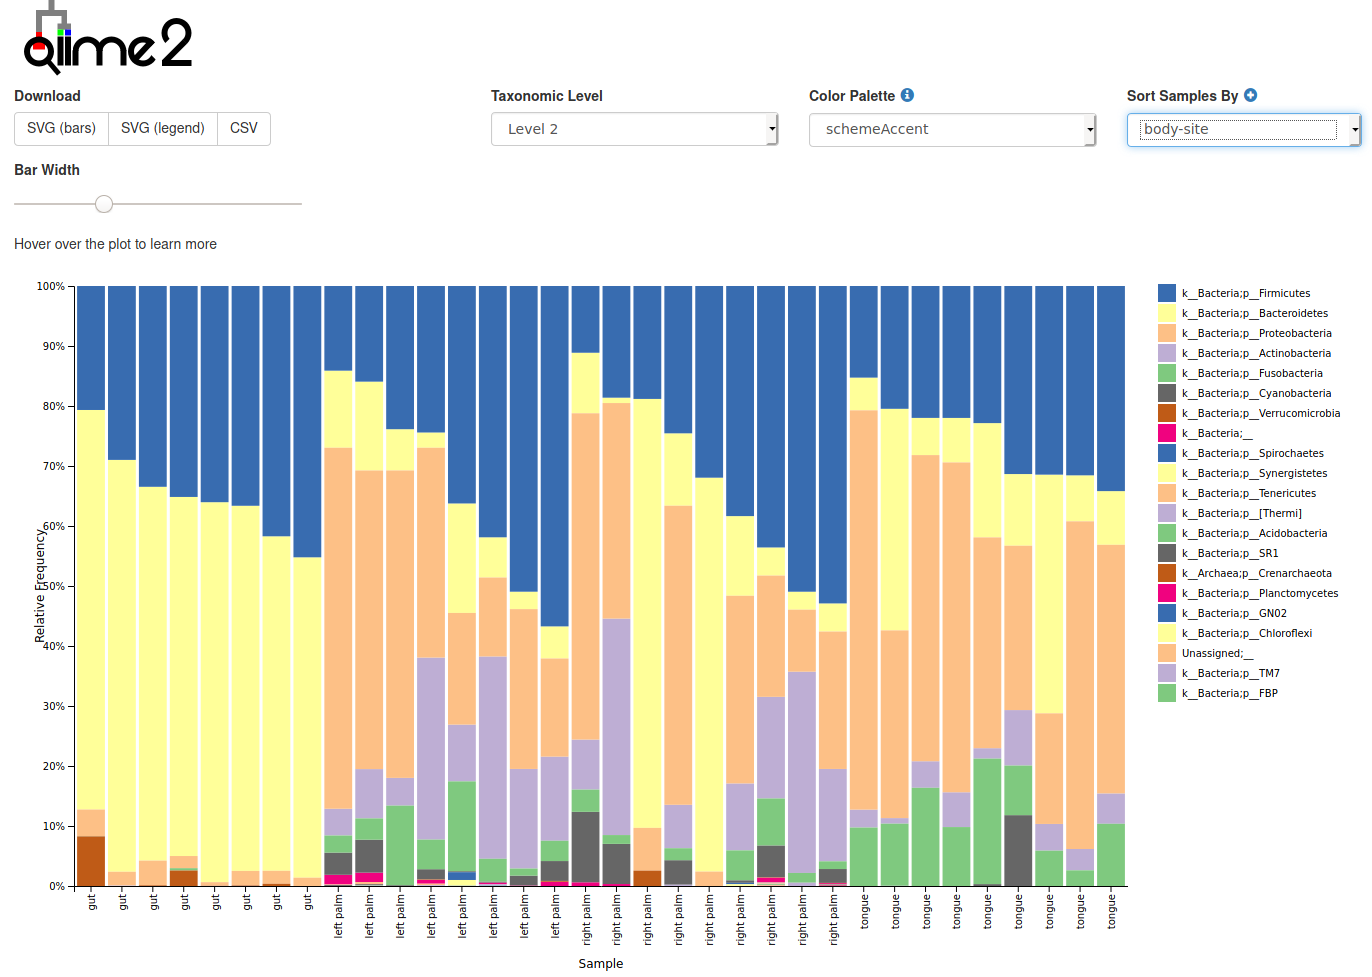 qiime2
Download
Taxonomic Level
Color Palette
Sort Samples By
SVG (bars)
SVG (legend)
CSV
Level 2
schemeAccent
body-site
Bar Width
Hover over the plot to learn more
100%
90%
80%
70%
60%
50%
40%
30%
20%
10%
0%
Relative Frequency
gut
gut
gut
gut
gut
gut
gut
gut
left palm
left palm
left palm
left palm
left palm
left palm
left palm
left palm
right palm
right palm
right palm
right palm
right palm
right palm
right palm
right palm
right palm
tongue
tongue
tongue
tongue
tongue
tongue
tongue
tongue
tongue
Sample
k__Bacteria;p__Firmicutes
k__Bacteria;p__Bacteroidetes
k__Bacteria;p__Proteobacteria
k__Bacteria;p__Actinobacteria
k__Bacteria;p__Fusobacteria
k__Bacteria;p__Cyanobacteria
k__Bacteria;p__Verrucomicrobia
k__Bacteria;__
k__Bacteria;p__Spirochaetes
k__Bacteria;p__Synergistetes
k__Bacteria;p__Tenericutes
k__Bacteria;p__[Thermi]
k__Bacteria;p__Acidobacteria
k__Bacteria;p__SR1
k__Archaea;p__Crenarchaeota
k__Bacteria;p__Planctomycetes
k__Bacteria;p__GN02
k__Bacteria;p__Chloroflexi
Unassigned;__
k__Bacteria;p__TM7
k__Bacteria;p__FBP